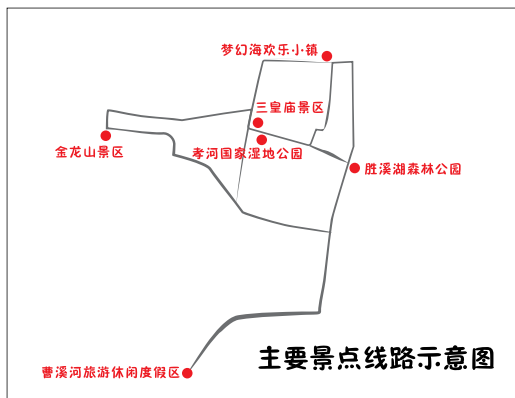 梦幻海欢乐小镇
三皇庙景区
金龙山景区
孝河国家湿地公园
胜溪湖森林公园
主要景点线路示意图
曹溪河旅游休闲度假区